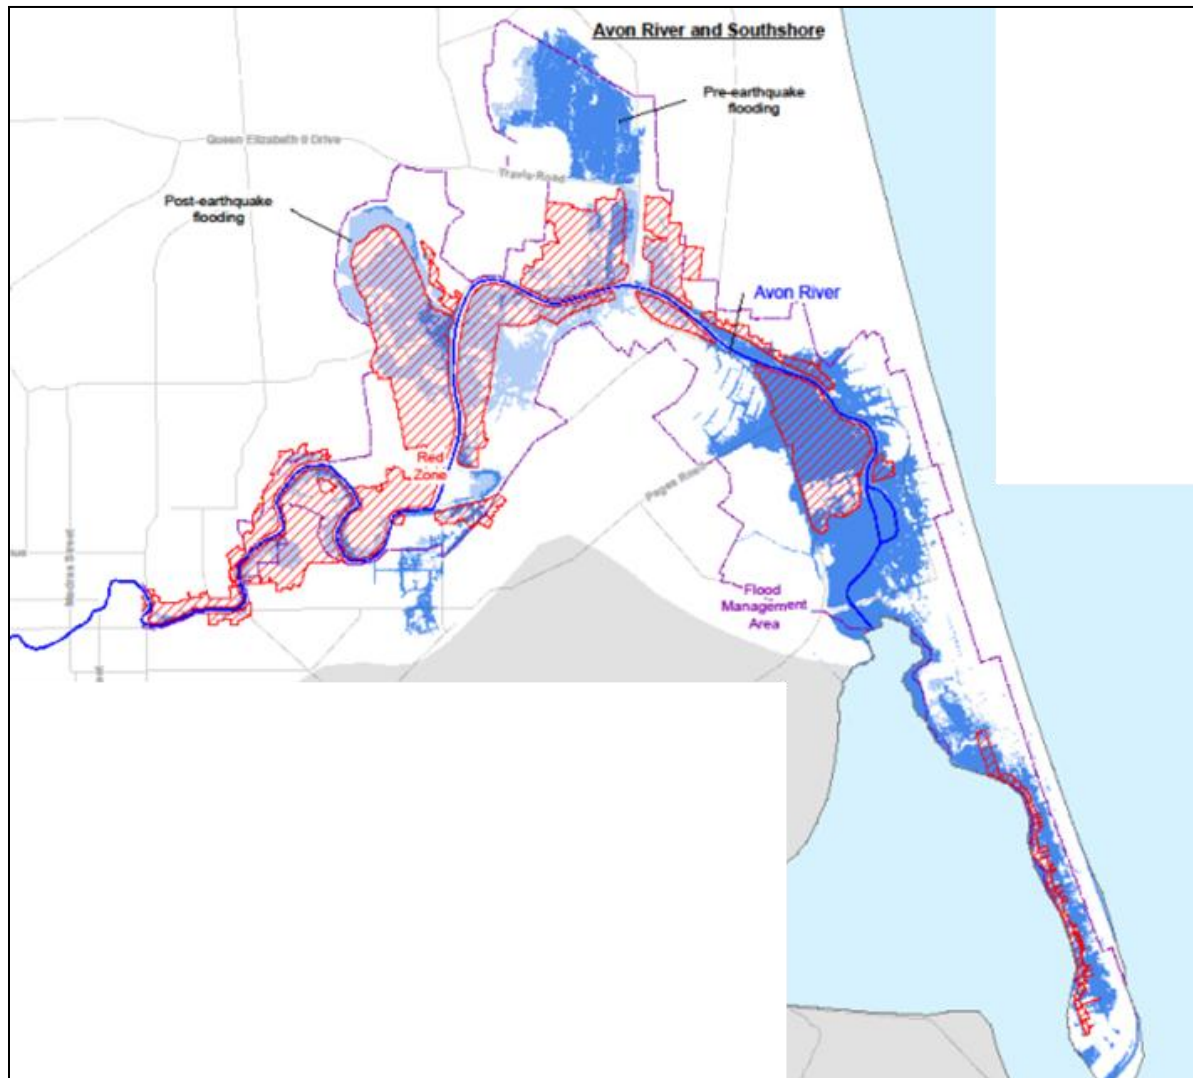 Avon River and Southshore
Pre-earthquake
flooding
Queen Elizabeth II Drive
Travis Road
Post-earthquake
flooding
Avon River
Red
Zone
Pages Road
Madras Street
Flood
Management
Area